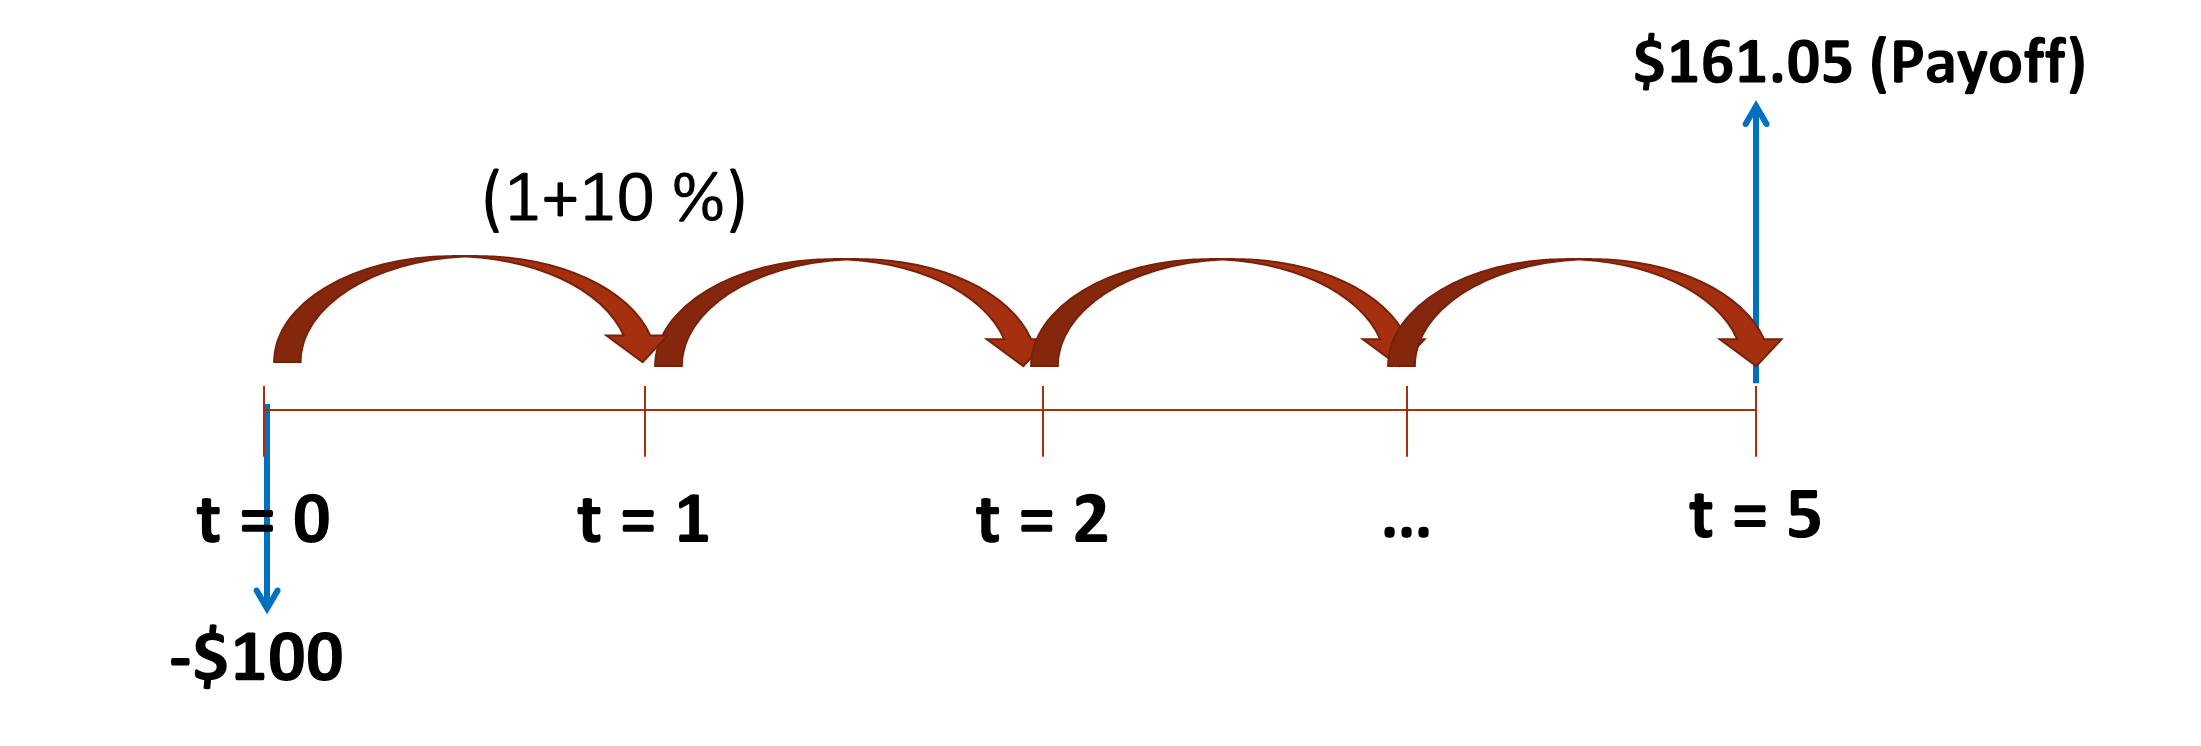 $161.05 (Payoff)
(1+10 %)
t = 0
t = 1
t = 2
...
t = 5
-$100